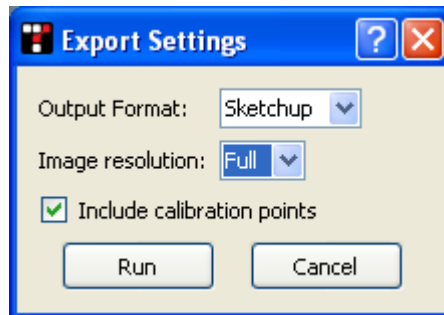 Export Settings
Output Format: Sketchup
Image resolution: Full
Include calibration points
Run Cancel